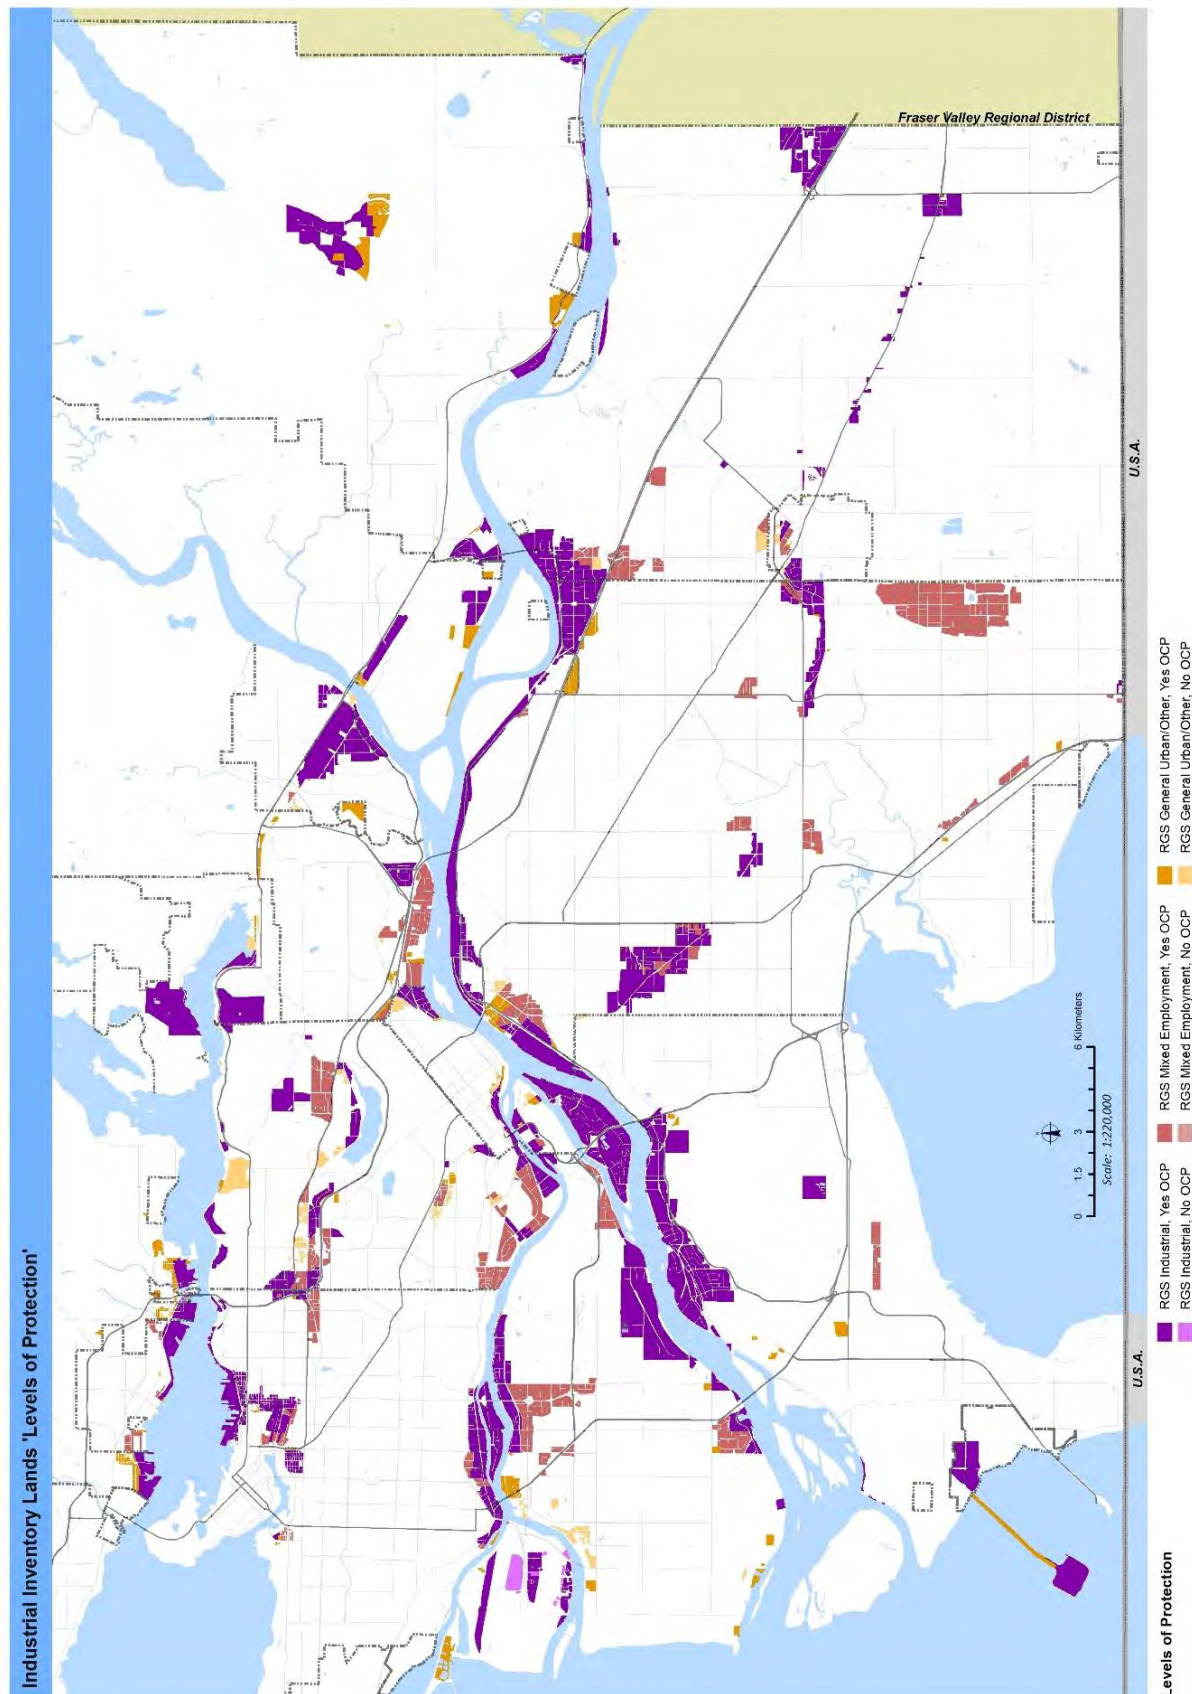 Industrial Inventory Lands 'Levels of Protection'
Fraser Valley Regional District
U.S.A.
U.S.A.
0 1.5 3 6 Kilometers
Scale: 1:220,000
Levels of Protection
RGS Industrial, Yes OCP
RGS Industrial, No OCP
RGS Mixed Employment, Yes OCP
RGS Mixed Employment, No OCP
RGS General Urban/Other, Yes OCP
RGS General Urban/Other, No OCP